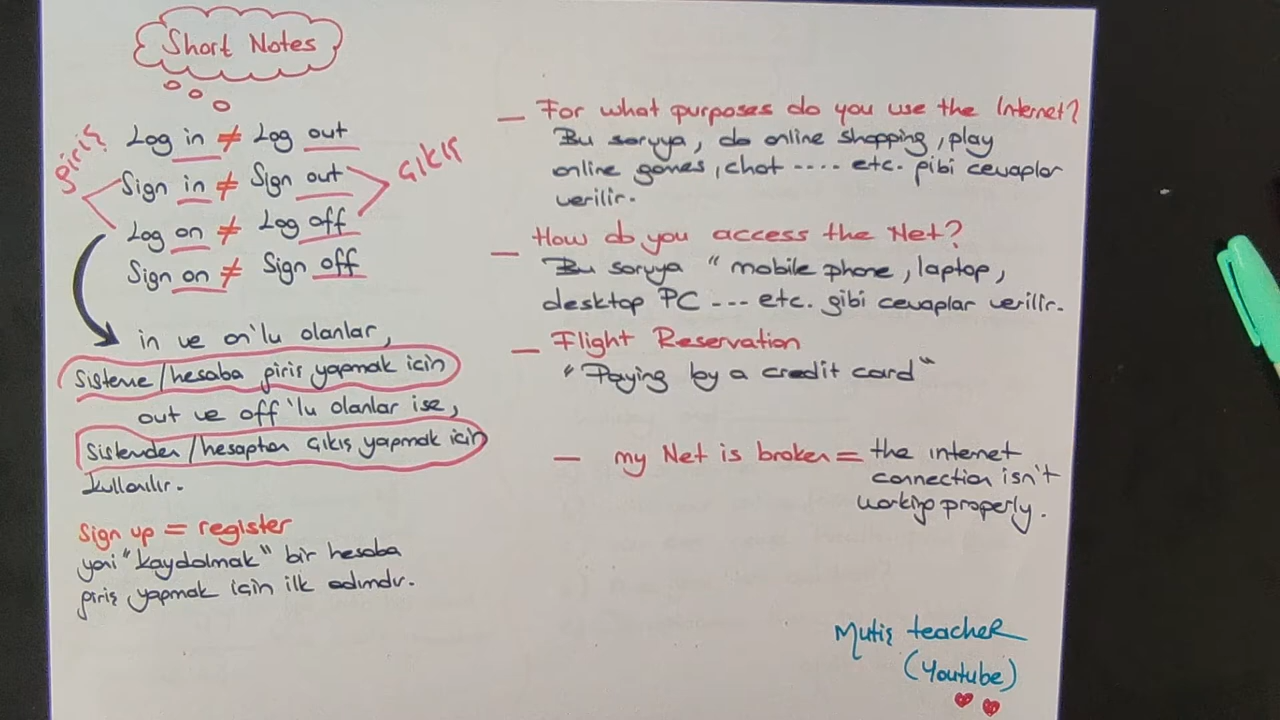 Short Notes
giriş
Log in ≠ Log out
Sign in ≠ Sign out
Log on ≠ Log off
Sign on ≠ Sign off
çıkış
in ve on'lu olanlar,
Sisteme / hesaba giriş yapmak için
out ve off'lu olanlar ise,
Sistemden / hesaptan çıkış yapmak için
kullanılır.
Sign up = register
yani "kaydolmak" bir hesaba
giriş yapmak için ilk adımdır.
— For what purposes do you use the Internet?
Bu soruya, do online shopping, play
online games, chat .... etc. gibi cevaplar
verilir.
— How do you access the Net?
Bu soruya " mobile phone, laptop,
desktop PC --- etc. gibi cevaplar verilir.
— Flight Reservation
" Paying by a credit card "
— my Net is broken = the internet
connection isn't
working properly.
Mutiş teacher
(Youtube)